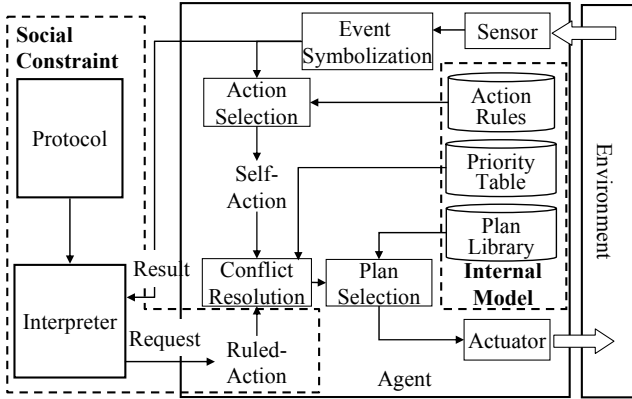 Social
Constraint
Protocol
Interpreter
Result
Request
Event
Symbolization
Sensor
Action
Selection
Self-
Action
Conflict
Resolution
Ruled-
Action
Plan
Selection
Action
Rules
Priority
Table
Plan
Library
Internal
Model
Actuator
Agent
Environment